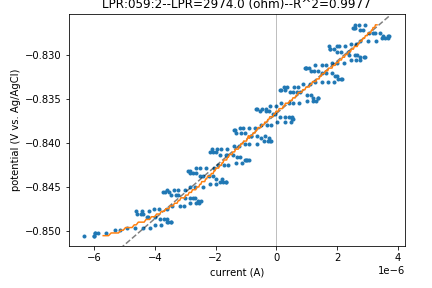 LPR:059:2--LPR=2974.0 (ohm)--R^2=0.9977
potential (V vs. Ag/AgCl)
−0.830
−0.835
−0.840
−0.845
−0.850
−6
−4
−2
0
2
4
1e−6
current (A)